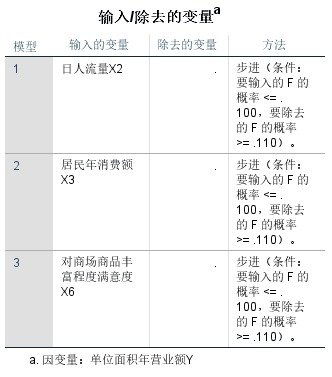 输入/除去的变量a
模型 输入的变量 除去的变量 方法
1 日人流量X2 . 步进（条件：
要输入的 F 的
概率 <= .
100，要除去
的 F 的概率
>= .110）。
2 居民年消费额 . 步进（条件：
X3 要输入的 F 的
概率 <= .
100，要除去
的 F 的概率
>= .110）。
3 对商场商品丰 . 步进（条件：
富程度满意度 要输入的 F 的
X6 概率 <= .
100，要除去
的 F 的概率
>= .110）。
a. 因变量：单位面积年营业额Y